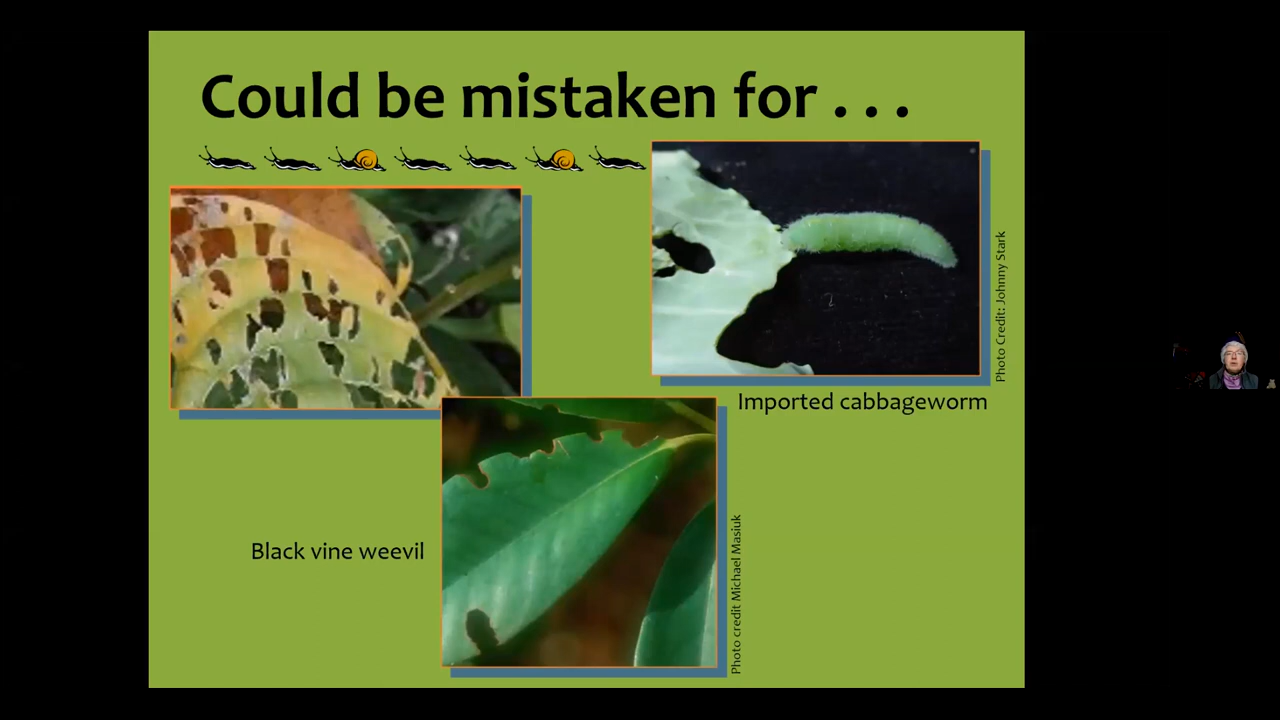 Could be mistaken for . . .
Photo Credit: Johnny Stark
Imported cabbageworm
Black vine weevil
Photo credit Michael Masiuk